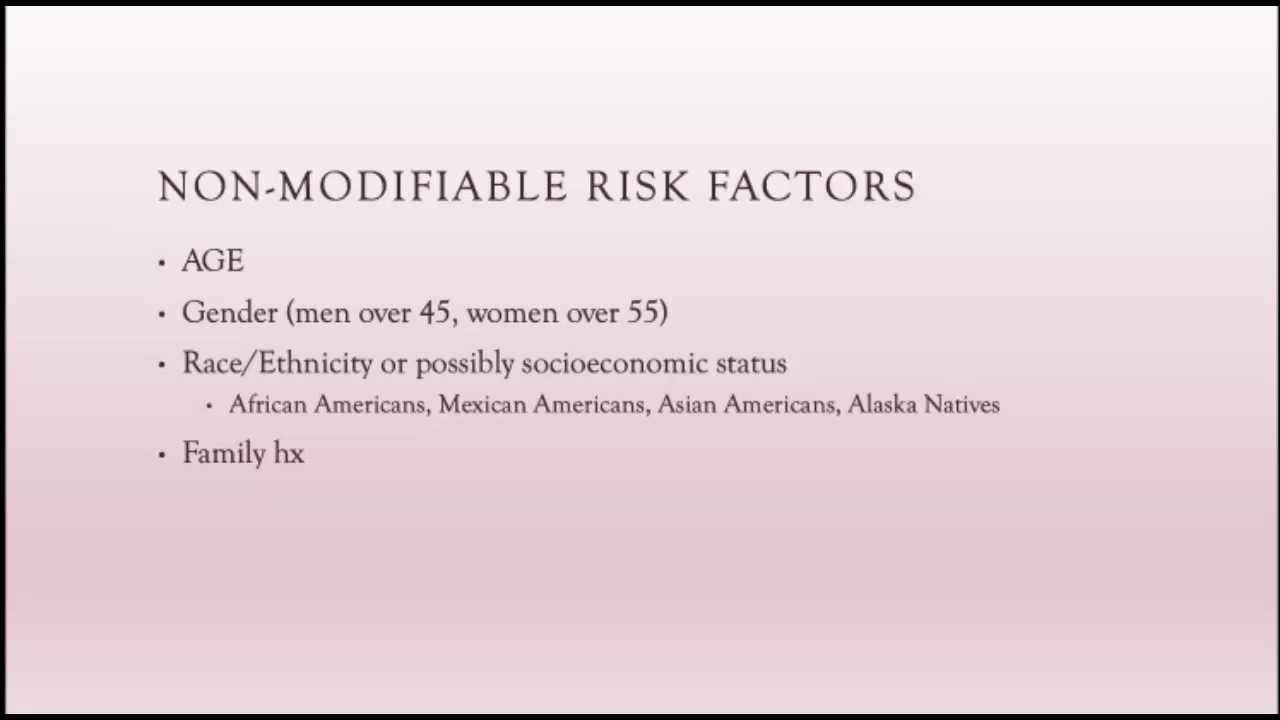 NON-MODIFIABLE RISK FACTORS
• AGE
• Gender (men over 45, women over 55)
• Race/Ethnicity or possibly socioeconomic status
• African Americans, Mexican Americans, Asian Americans, Alaska Natives
• Family hx